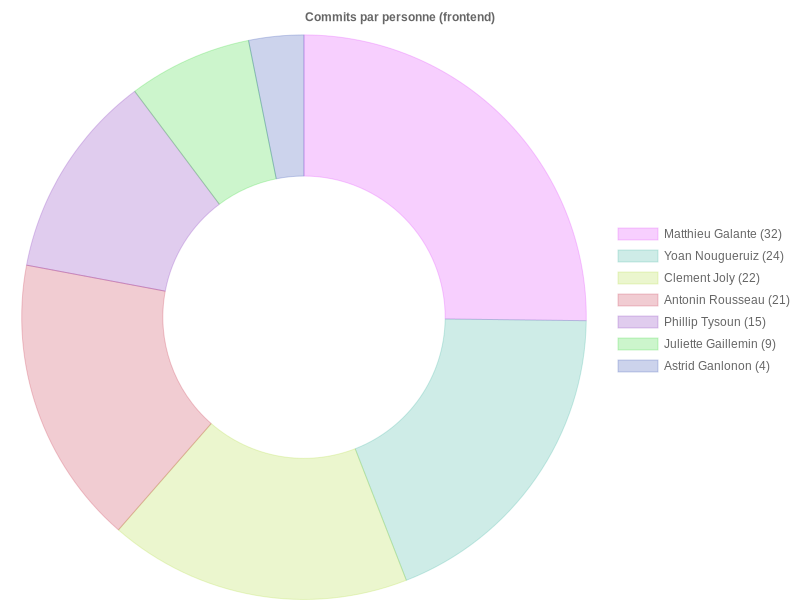 Commits par personne (frontend)
Matthieu Galante (32)
Yoan Nougueruiz (24)
Clement Joly (22)
Antonin Rousseau (21)
Phillip Tysoun (15)
Juliette Gaillemin (9)
Astrid Ganlonon (4)